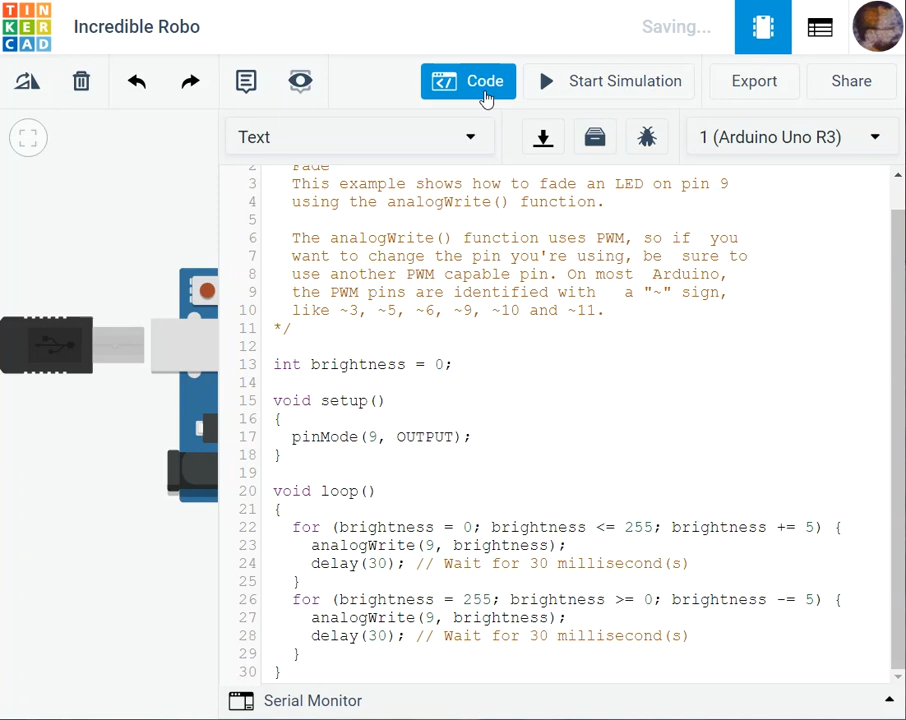 TIN
KER
CAD
Incredible Robo
Saving...
Code
Start Simulation
Export
Share
Text
1 (Arduino Uno R3)
2 Fade
3 This example shows how to fade an LED on pin 9
4 using the analogWrite() function.
5
6 The analogWrite() function uses PWM, so if  you
7 want to change the pin you're using, be  sure to
8 use another PWM capable pin. On most  Arduino,
9 the PWM pins are identified with   a "~" sign,
10 like ~3, ~5, ~6, ~9, ~10 and ~11.
11 */
12
13 int brightness = 0;
14
15 void setup()
16 {
17 pinMode(9, OUTPUT);
18 }
19
20 void loop()
21 {
22 for (brightness = 0; brightness <= 255; brightness += 5) {
23 analogWrite(9, brightness);
24 delay(30); // Wait for 30 millisecond(s)
25 }
26 for (brightness = 255; brightness >= 0; brightness -= 5) {
27 analogWrite(9, brightness);
28 delay(30); // Wait for 30 millisecond(s)
29 }
30 }
Serial Monitor